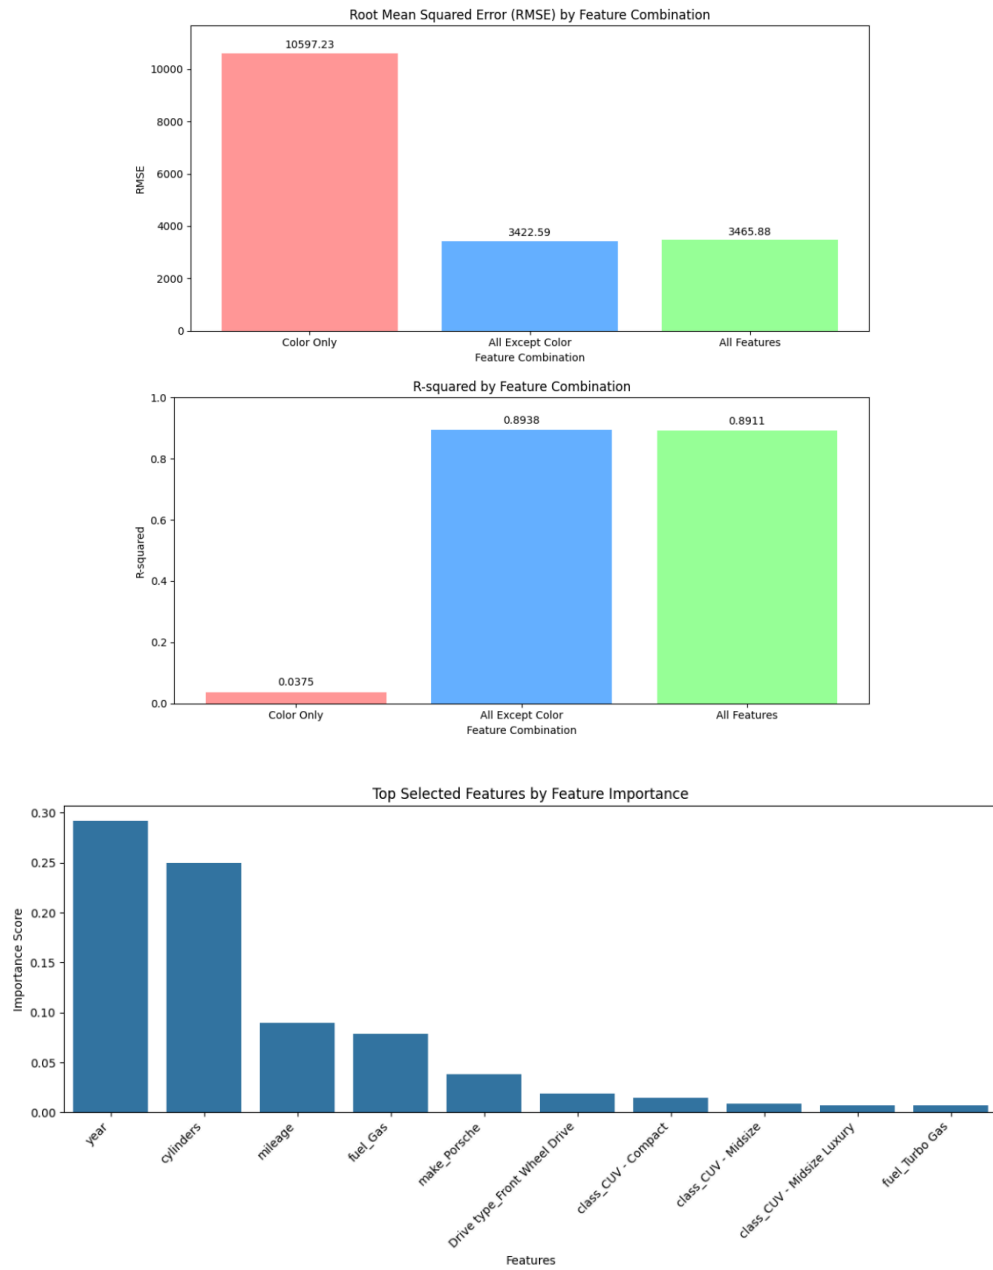 Root Mean Squared Error (RMSE) by Feature Combination
10597.23
3422.59
3465.88
10000
8000
6000
4000
2000
0
RMSE
Color Only
All Except Color
All Features
Feature Combination
R-squared by Feature Combination
1.0
0.8
0.6
0.4
0.2
0.0
R-squared
0.8938
0.8911
0.0375
Color Only
All Except Color
All Features
Feature Combination
Top Selected Features by Feature Importance
0.30
0.25
0.20
0.15
0.10
0.05
0.00
Importance Score
year
cylinders
mileage
fuel_Gas
make_Porsche
Drive type_Front Wheel Drive
class_CUV - Compact
class_CUV - Midsize
class_CUV - Midsize Luxury
fuel_Turbo Gas
Features